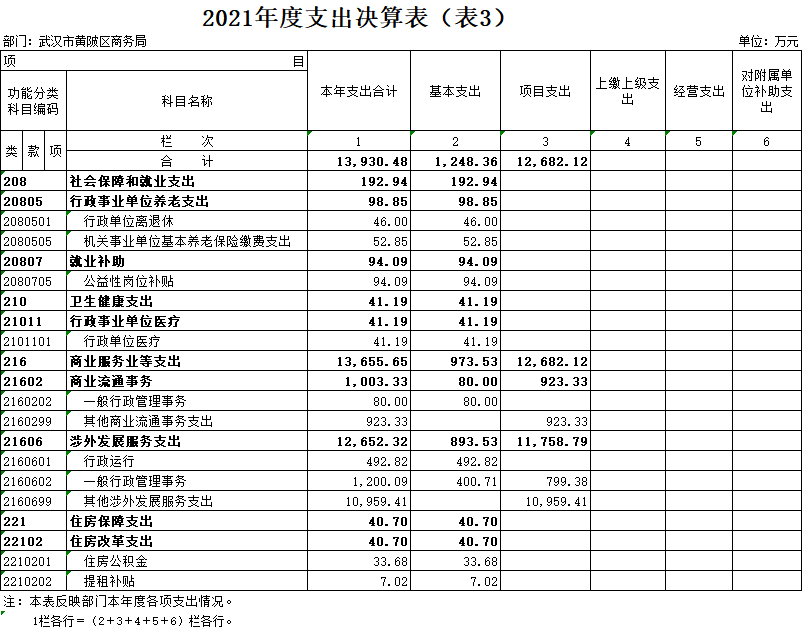 2021年度支出决算表（表3）
部门：武汉市黄陂区商务局 单位：万元
项 目 本年支出合计 基本支出 项目支出 上缴上级支出 经营支出 对附属单位补助支出
功能分类科目编码 科目名称
类 款 项 栏 次 1 2 3 4 5 6
合 计 13,930.48 1,248.36 12,682.12
208 社会保障和就业支出 192.94 192.94
20805 行政事业单位养老支出 98.85 98.85
2080501 行政单位离退休 46.00 46.00
2080505 机关事业单位基本养老保险缴费支出 52.85 52.85
20807 就业补助 94.09 94.09
2080705 公益性岗位补贴 94.09 94.09
210 卫生健康支出 41.19 41.19
21011 行政事业单位医疗 41.19 41.19
2101101 行政单位医疗 41.19 41.19
216 商业服务业等支出 13,655.65 973.53 12,682.12
21602 商业流通事务 1,003.33 80.00 923.33
2160202 一般行政管理事务 80.00 80.00
2160299 其他商业流通事务支出 923.33 923.33
21606 涉外发展服务支出 12,652.32 893.53 11,758.79
2160601 行政运行 492.82 492.82
2160602 一般行政管理事务 1,200.09 400.71 799.38
2160699 其他涉外发展服务支出 10,959.41 10,959.41
221 住房保障支出 40.70 40.70
22102 住房改革支出 40.70 40.70
2210201 住房公积金 33.68 33.68
2210202 提租补贴 7.02 7.02
注：本表反映部门本年度各项支出情况。
1栏各行＝（2＋3＋4＋5＋6）栏各行。